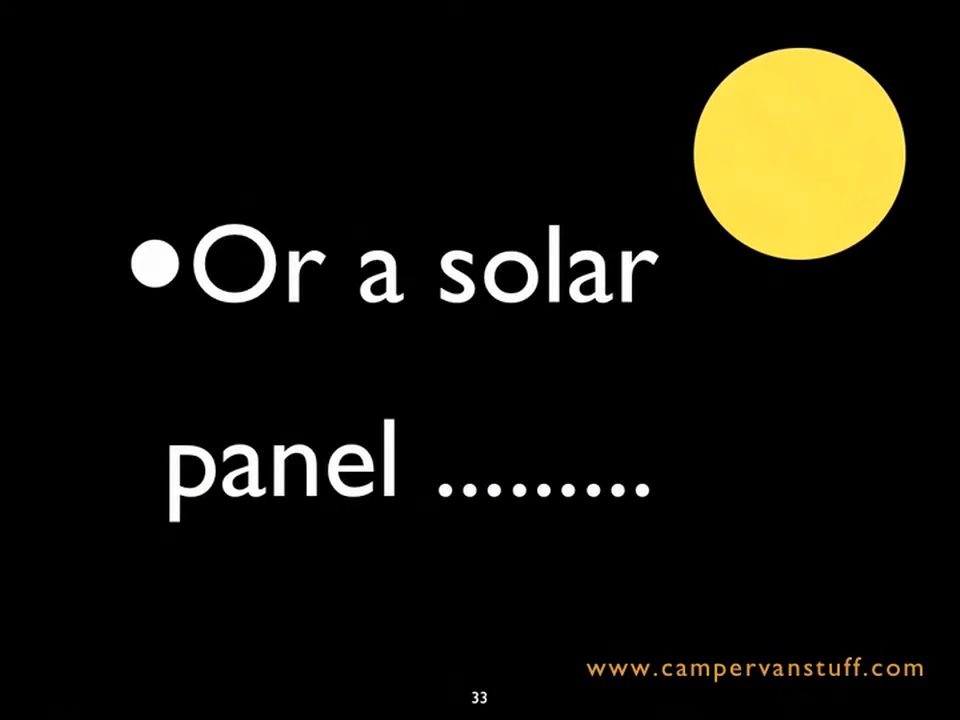 •Or a solar
panel .........
www.campervanstuff.com
33